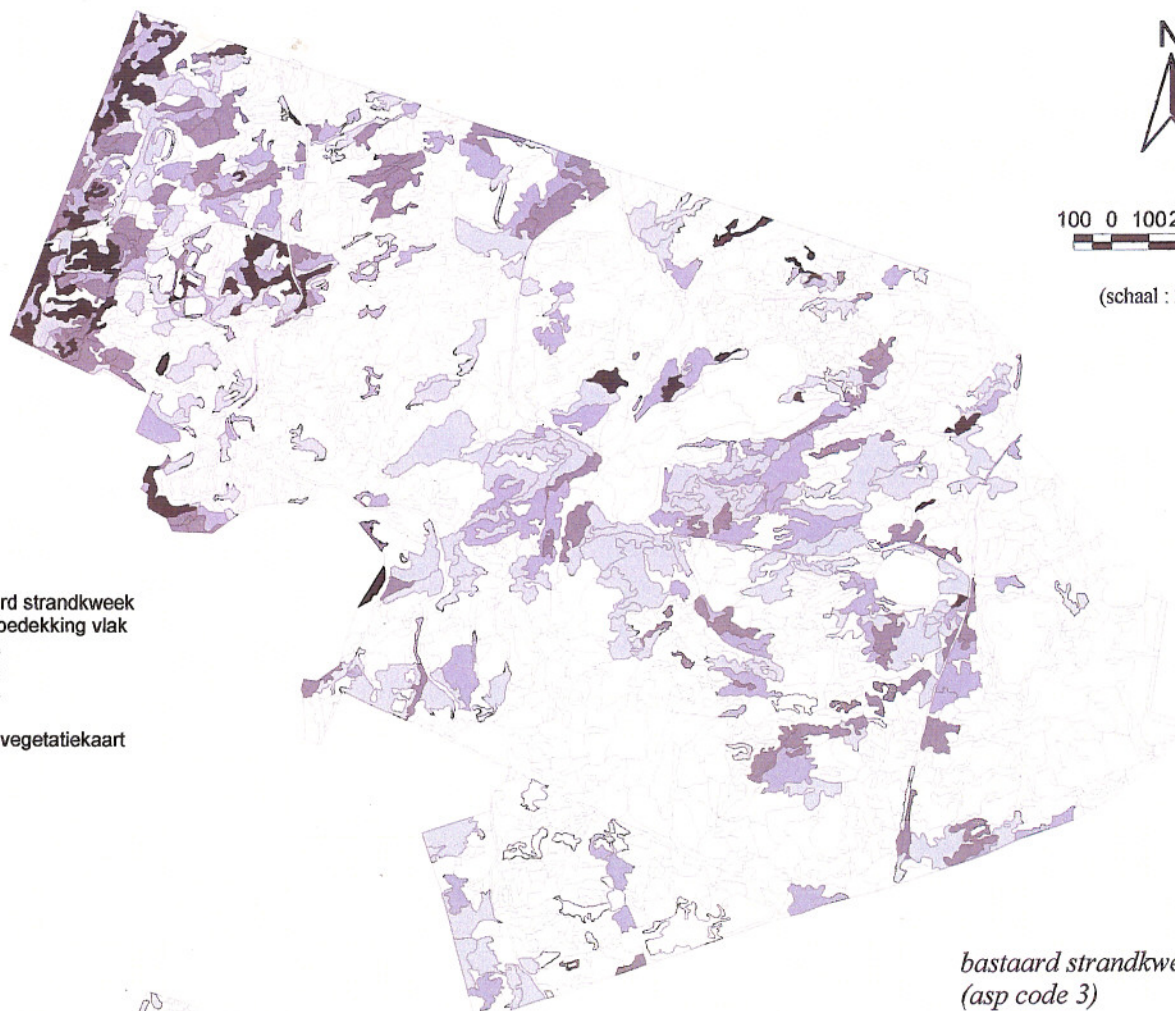 N
100 0 1002
(schaal :
rd strandkweek
bedekking vlak
vegetatiekaart
bastaard strandkwe
(asp code 3)